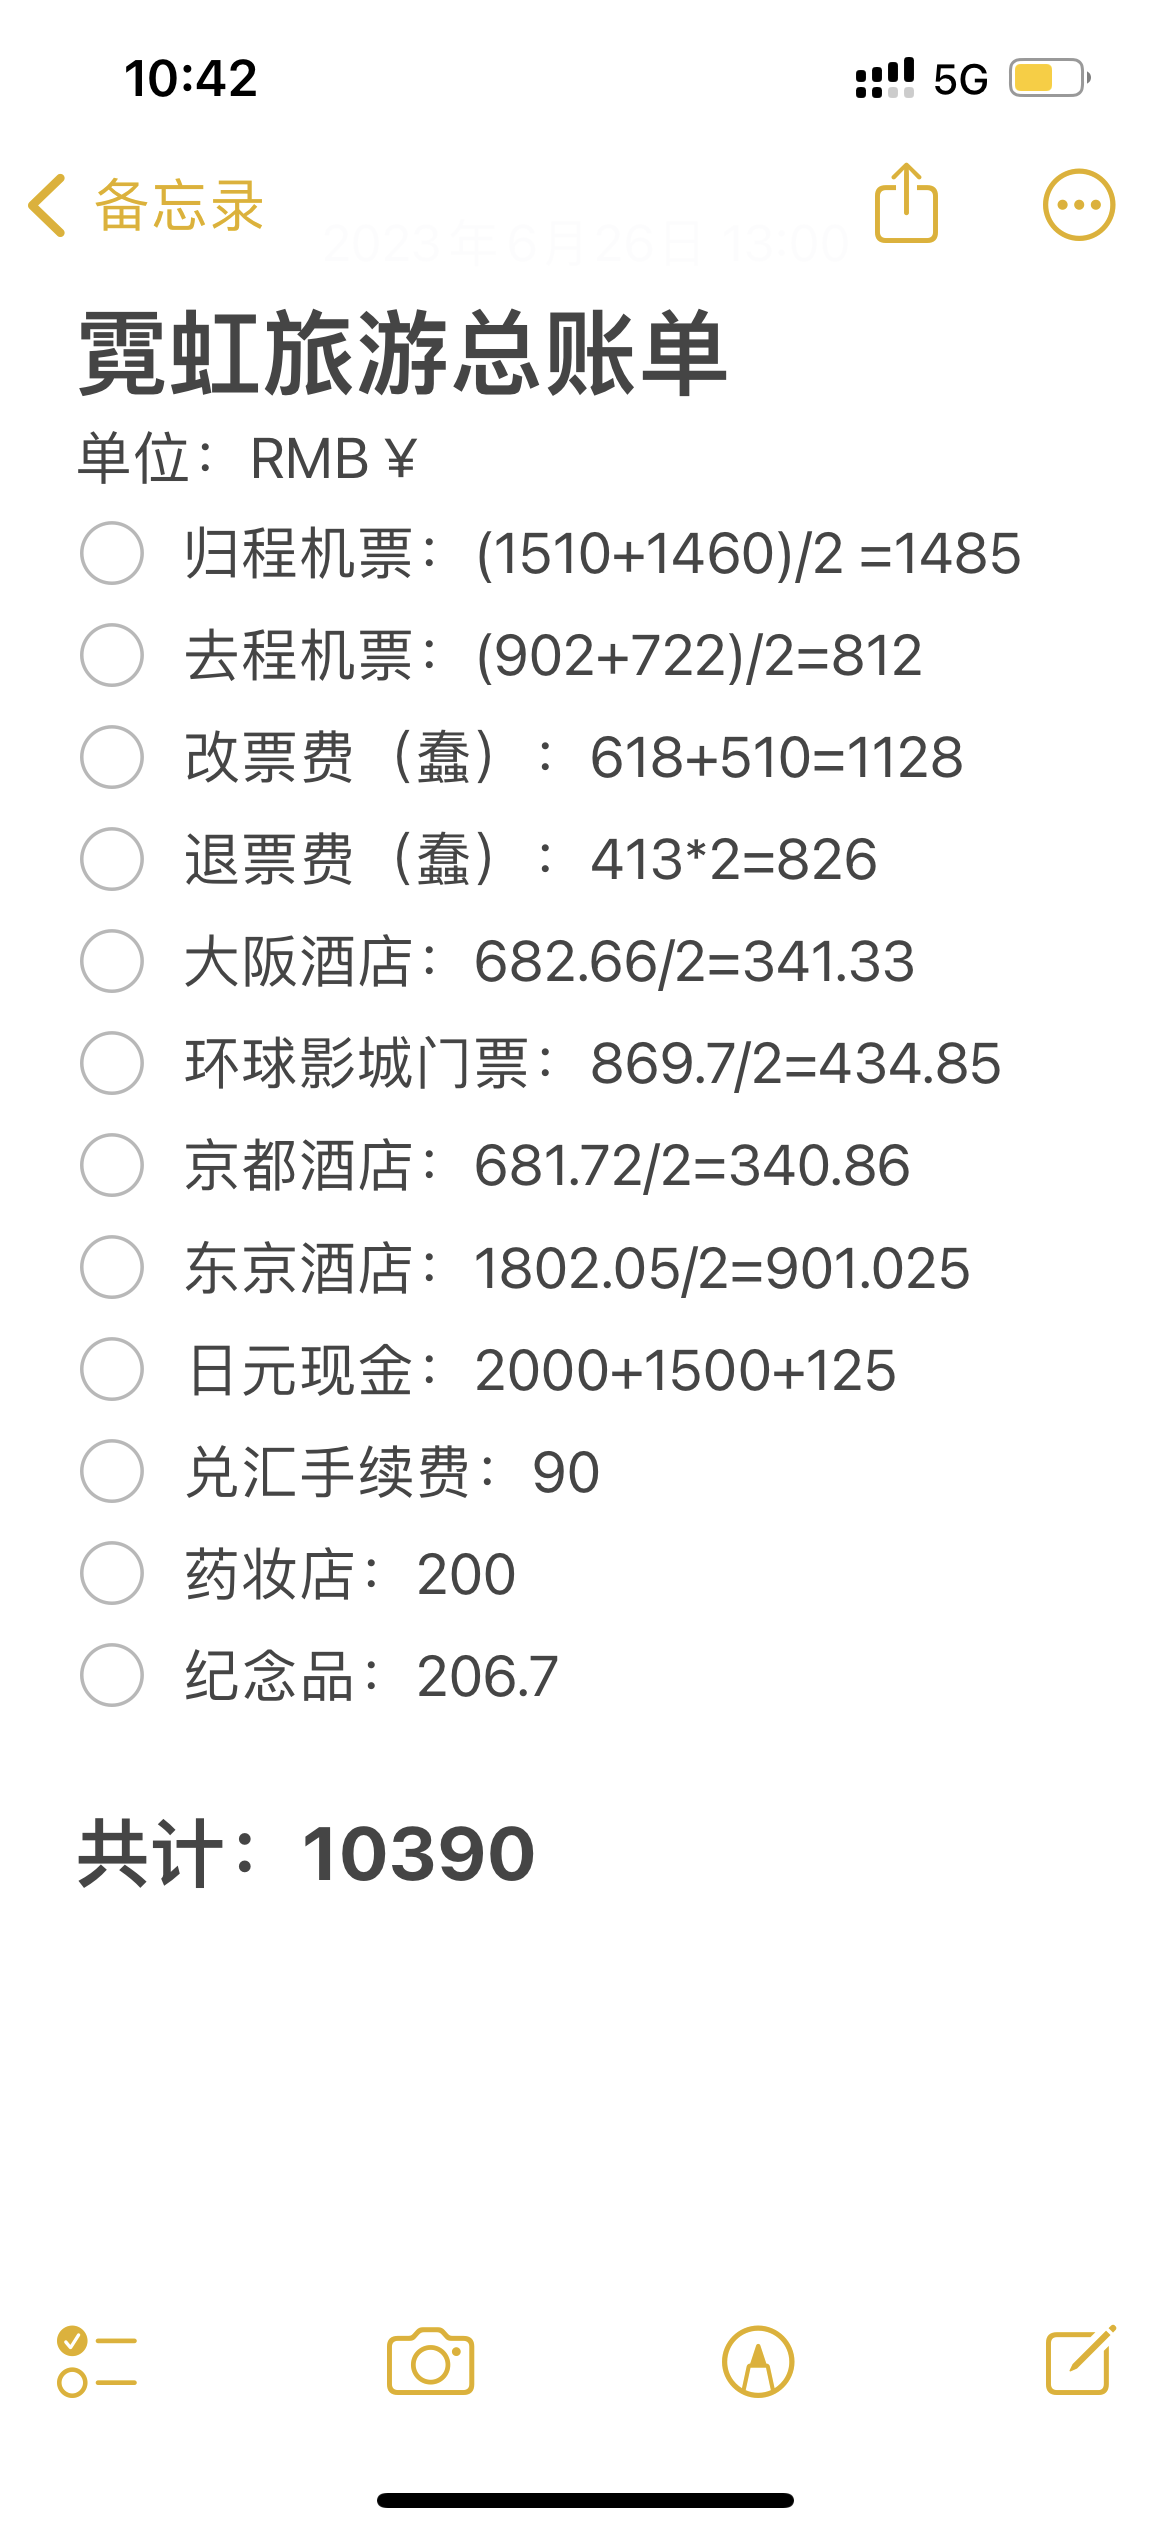 10:42
5G
备忘录
2023年6月26日 13:00
霓虹旅游总账单
单位：RMB ¥
归程机票：(1510+1460)/2 =1485
去程机票：(902+722)/2=812
改票费（蠢）：618+510=1128
退票费（蠢）：413*2=826
大阪酒店：682.66/2=341.33
环球影城门票：869.7/2=434.85
京都酒店：681.72/2=340.86
东京酒店：1802.05/2=901.025
日元现金：2000+1500+125
兑汇手续费：90
药妆店：200
纪念品：206.7
共计：10390